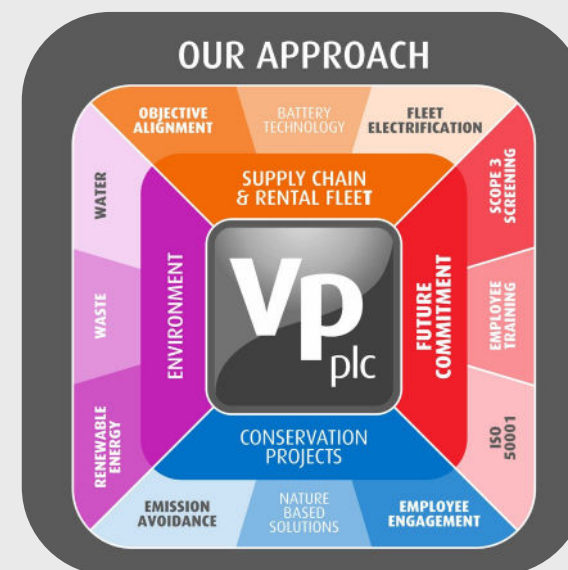 OUR APPROACH
OBJECTIVE
ALIGNMENT
BATTERY
TECHNOLOGY
FLEET
ELECTRIFICATION
SUPPLY CHAIN
& RENTAL FLEET
WATER
WASTE
RENEWABLE
ENERGY
ENVIRONMENT
Vp
plc
FUTURE
COMMITMENT
SCOPE 3
SCREENING
EMPLOYEE
TRAINING
ISO
50001
CONSERVATION
PROJECTS
EMISSION
AVOIDANCE
NATURE
BASED
SOLUTIONS
EMPLOYEE
ENGAGEMENT